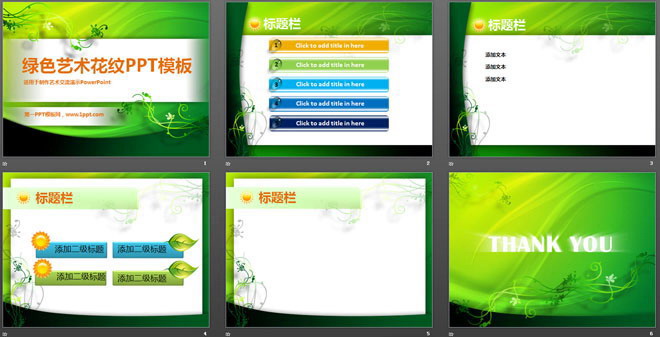 绿色艺术花纹PPT模板
适用于制作艺术交流演示PowerPoint
第一PPT模板网，www.1ppt.com
1
标题栏
1 Click to add title in here
2 Click to add title in here
3 Click to add title in here
4 Click to add title in here
5 Click to add title in here
2
标题栏
添加文本
添加文本
添加文本
3
标题栏
添加二级标题 添加二级标题
添加二级标题 添加二级标题
4
标题栏
5
THANK YOU
6